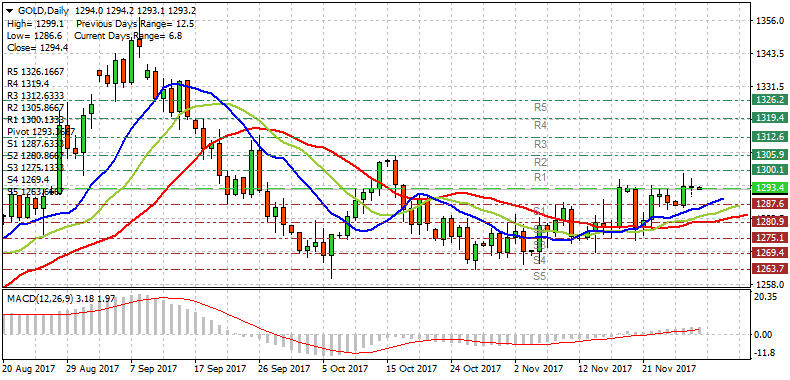 GOLD,Daily 1294.0 1294.2 1293.1 1293.2
High= 1299.1 Previous Days Range= 12.5
Low= 1286.6 Current Days Range= 6.8
Close= 1294.4
R5 1326.1667
R4 1319.4
R3 1312.6333
R2 1305.8667
R1 1300.1333
Pivot 1293.3667
S1 1287.6333
S2 1280.8667
S3 1275.1333
S4 1269.4
S5 1263.6667
R5
R4
R3
R2
R1
S1
S3
S4
S5
1356.0
1343.5
1331.5
1326.2
1319.4
1312.6
1305.9
1300.1
1293.4
1287.6
1280.9
1275.1
1269.4
1263.7
1258.0
MACD(12,26,9) 3.18 1.97
20.35
0.00
-11.8
20 Aug 2017 29 Aug 2017 7 Sep 2017 17 Sep 2017 26 Sep 2017 5 Oct 2017 15 Oct 2017 24 Oct 2017 2 Nov 2017 12 Nov 2017 21 Nov 2017